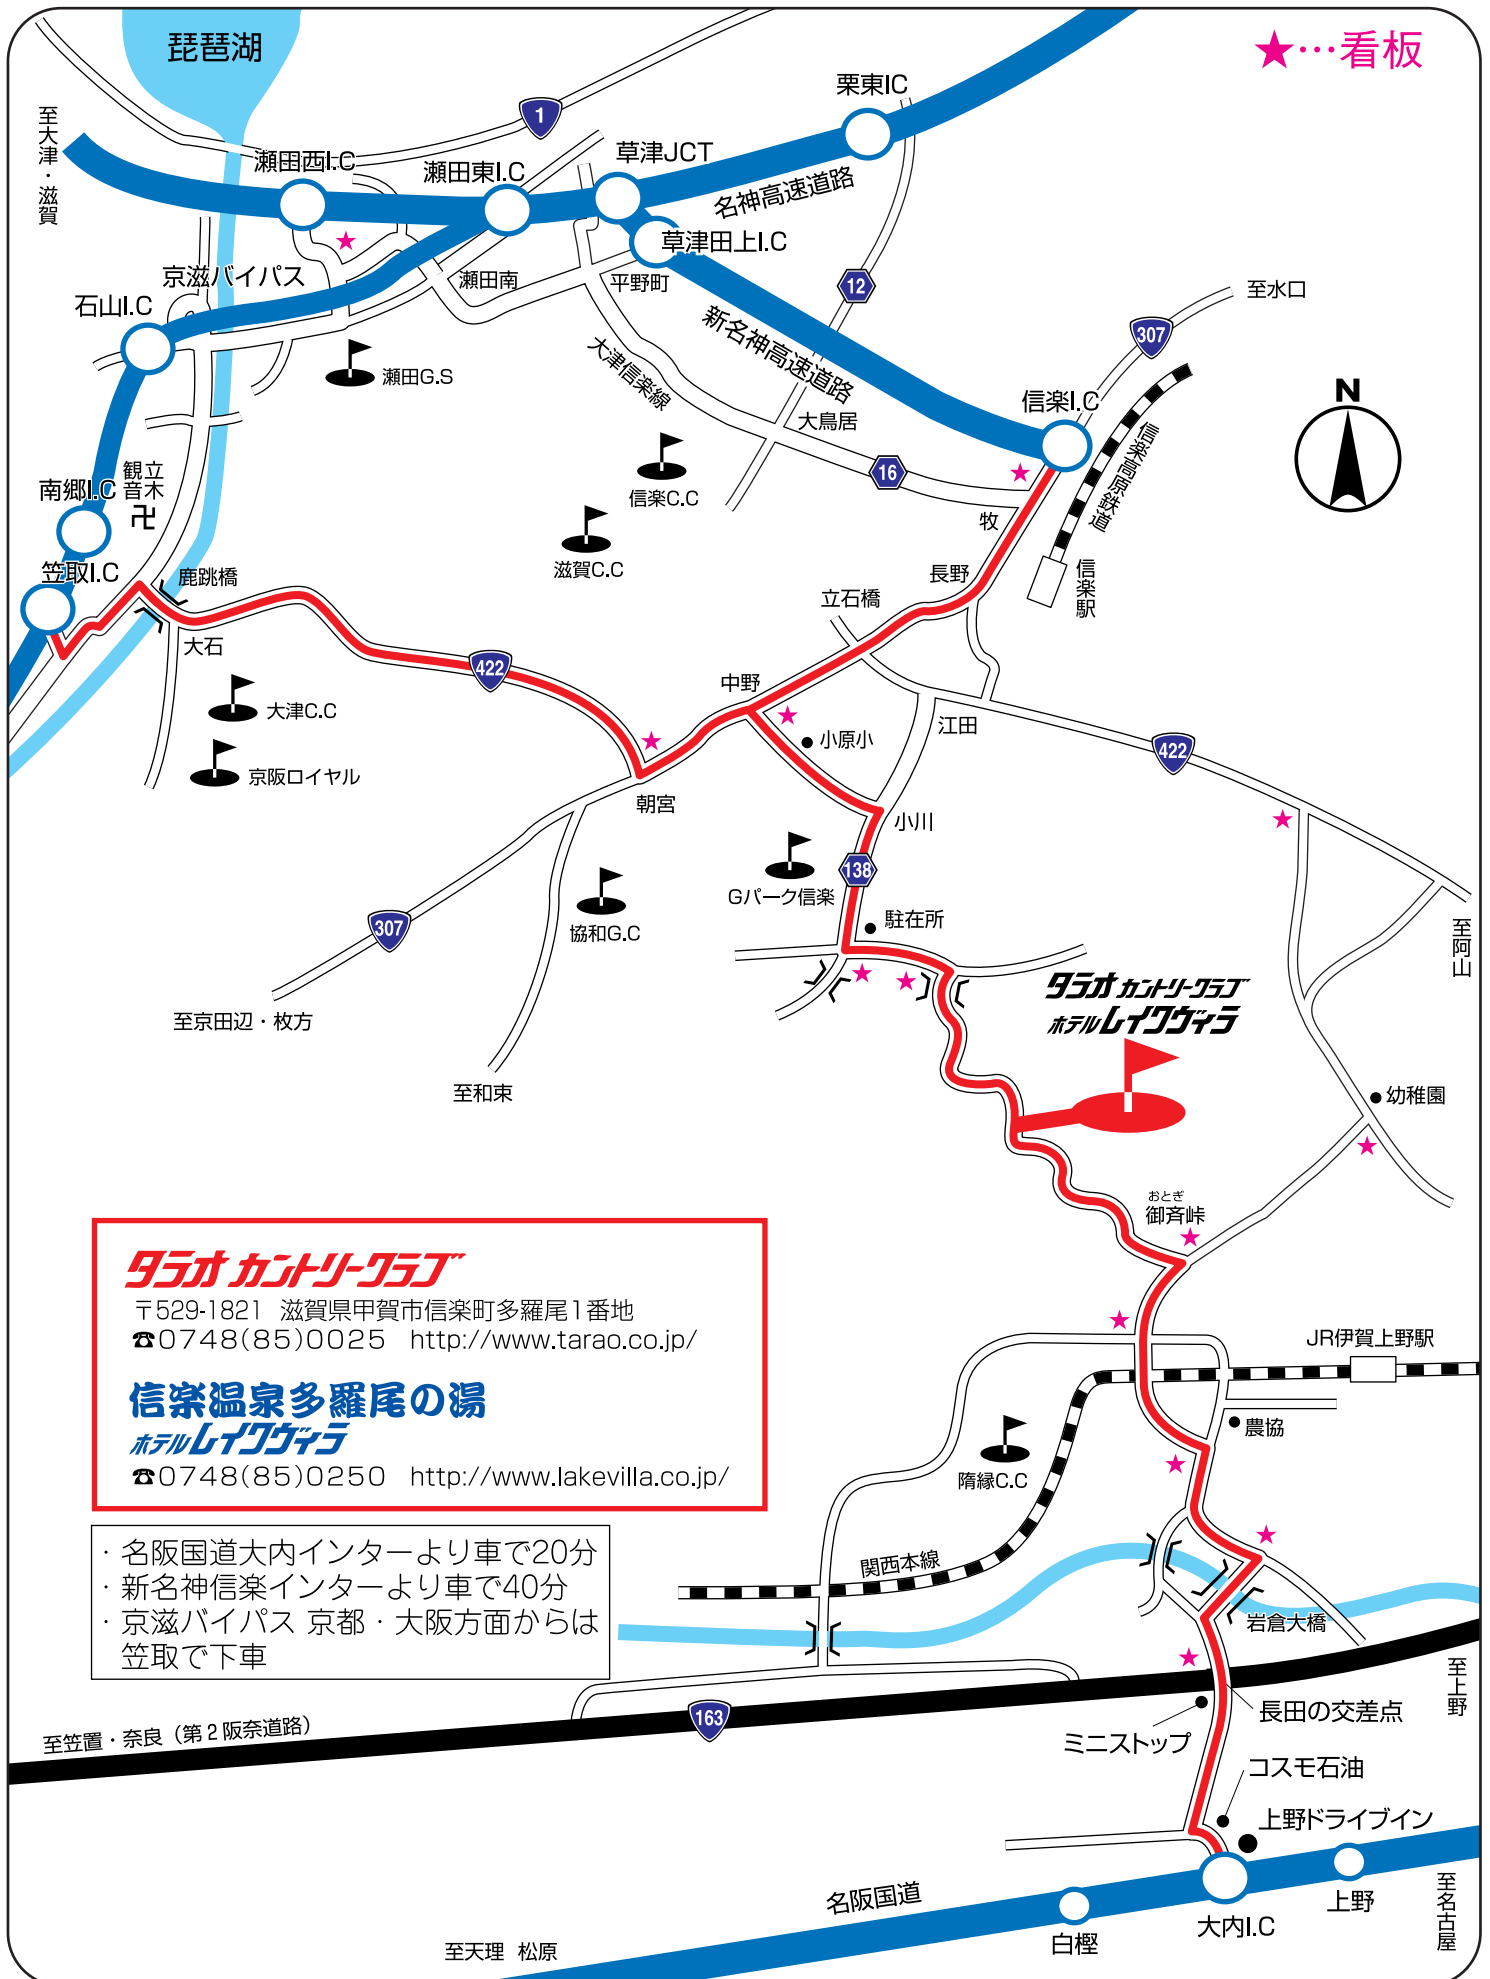 琵琶湖
★…看板
至大津・滋賀
1
栗東IC
瀬田西I.C
瀬田東I.C
草津JCT
名神高速道路
草津田上I.C
京滋バイパス
瀬田南
平野町
石山I.C
12
至水口
307
新名神高速道路
大津信楽線
瀬田G.S
信楽I.C
N
大鳥居
信楽高原鉄道
16
信楽C.C
牧
南郷I.C
立木
観音
卍
滋賀C.C
笠取I.C
鹿跳橋
長野
信楽駅
立石橋
大石
422
中野
大津C.C
小原小
江田
422
京阪ロイヤル
朝宮
小川
138
Gパーク信楽
307
協和G.C
駐在所
至阿山
タラオカントリークラブ
ホテルレイクヴィラ
至京田辺・枚方
至和束
幼稚園
おとぎ
御斉峠
タラオカントリークラブ
〒529-1821 滋賀県甲賀市信楽町多羅尾1番地
☎0748(85)0025 http://www.tarao.co.jp/
信楽温泉多羅尾の湯
ホテルレイクヴィラ
☎0748(85)0250 http://www.lakevilla.co.jp/
JR伊賀上野駅
農協
隋縁C.C
・名阪国道大内インターより車で20分
・新名神信楽インターより車で40分
・京滋バイパス 京都・大阪方面からは
笠取で下車
関西本線
岩倉大橋
至上野
163
至笠置・奈良（第2阪奈道路）
長田の交差点
ミニストップ
コスモ石油
上野ドライブイン
名阪国道
上野
至名古屋
大内I.C
白樫
至天理 松原